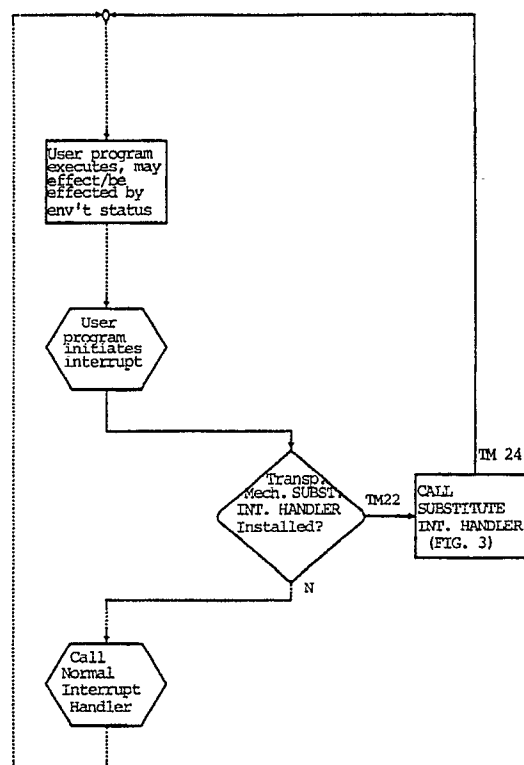 User program
executes, may
effect/be
effected by
env't status
User
program
initiates
interrupt
TM 24
Transp.
Mech. SUBST.
INT. HANDLER
Installed?
TM22
CALL
SUBSTITUTE
INT. HANDLER
(FIG. 3)
N
Call
Normal
Interrupt
Handler